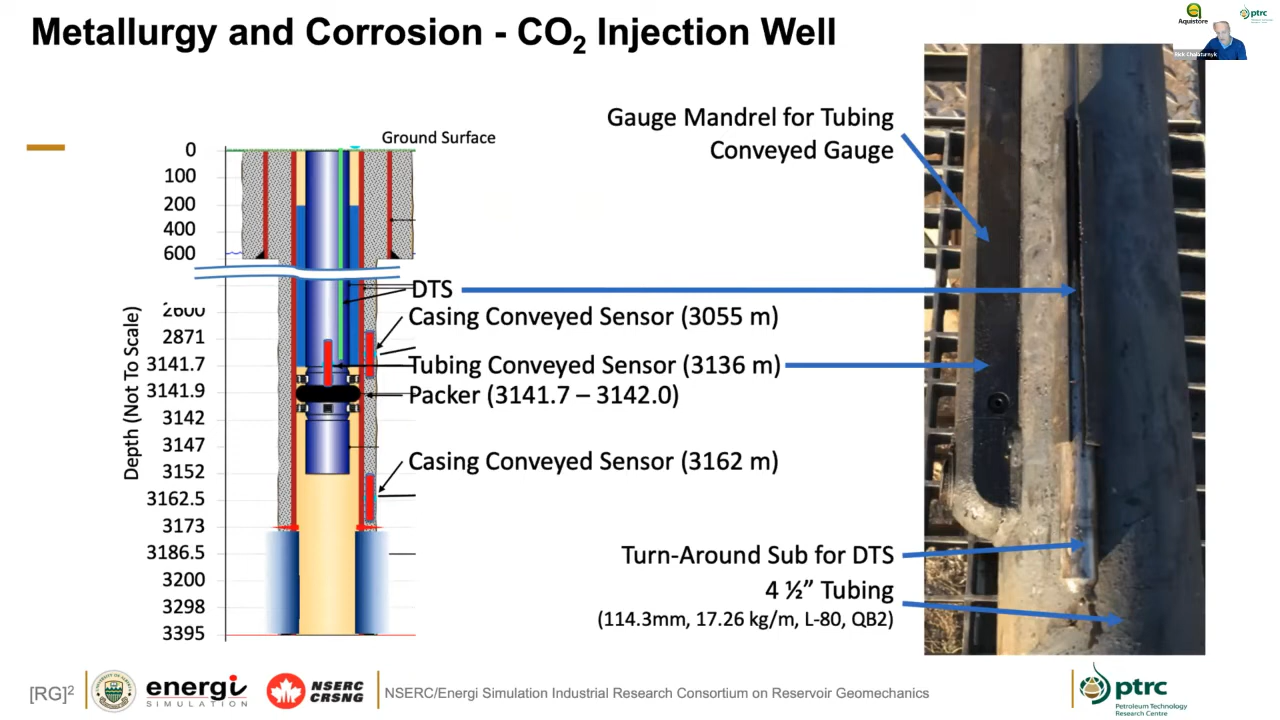 Metallurgy and Corrosion - CO₂ Injection Well
Aquistore
ptrc
Rick Chalaturnyk
Ground Surface
0
100
200
400
600
2600
2871
3141.7
3141.9
3142
3147
3152
3162.5
3173
3186.5
3200
3298
3395
Depth (Not To Scale)
DTS
Casing Conveyed Sensor (3055 m)
Tubing Conveyed Sensor (3136 m)
Packer (3141.7 – 3142.0)
Casing Conveyed Sensor (3162 m)
Gauge Mandrel for Tubing
Conveyed Gauge
Turn-Around Sub for DTS
4 ½” Tubing
(114.3mm, 17.26 kg/m, L-80, QB2)
[RG]²
energi
SIMULATION
NSERC
CRSNG
NSERC/Energi Simulation Industrial Research Consortium on Reservoir Geomechanics
ptrc
Petroleum Technology
Research Centre